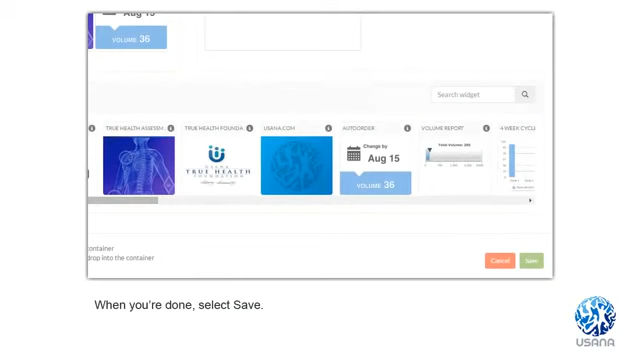 Aug 15
VOLUME 36
Search widget
TRUE HEALTH ASSESSM...
TRUE HEALTH FOUNDA...
USANA.COM
AUTOORDER
VOLUME REPORT
4-WEEK CYCLE
USANA
TRUE HEALTH
FOUNDATION
Change by
Aug 15
VOLUME 36
container
drop into the container
Cancel
Save
When you're done, select Save.
USANA